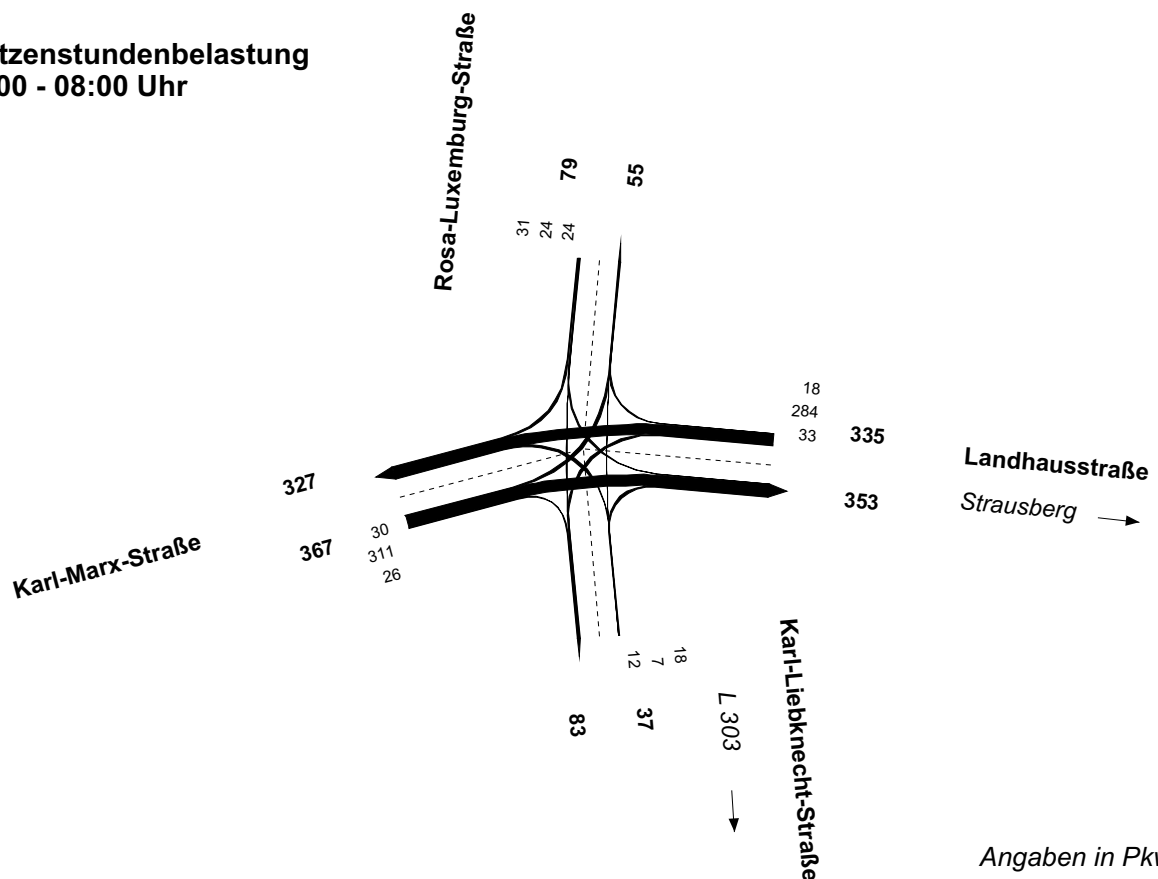 tzenstundenbelastung
00 - 08:00 Uhr
Rosa-Luxemburg-Straße
79
55
31
24
24
18
284
33
335
Landhausstraße
Strausberg
353
327
367
30
311
26
Karl-Marx-Straße
12
7
18
83
37
L 303
Karl-Liebknecht-Straße
Angaben in Pkw